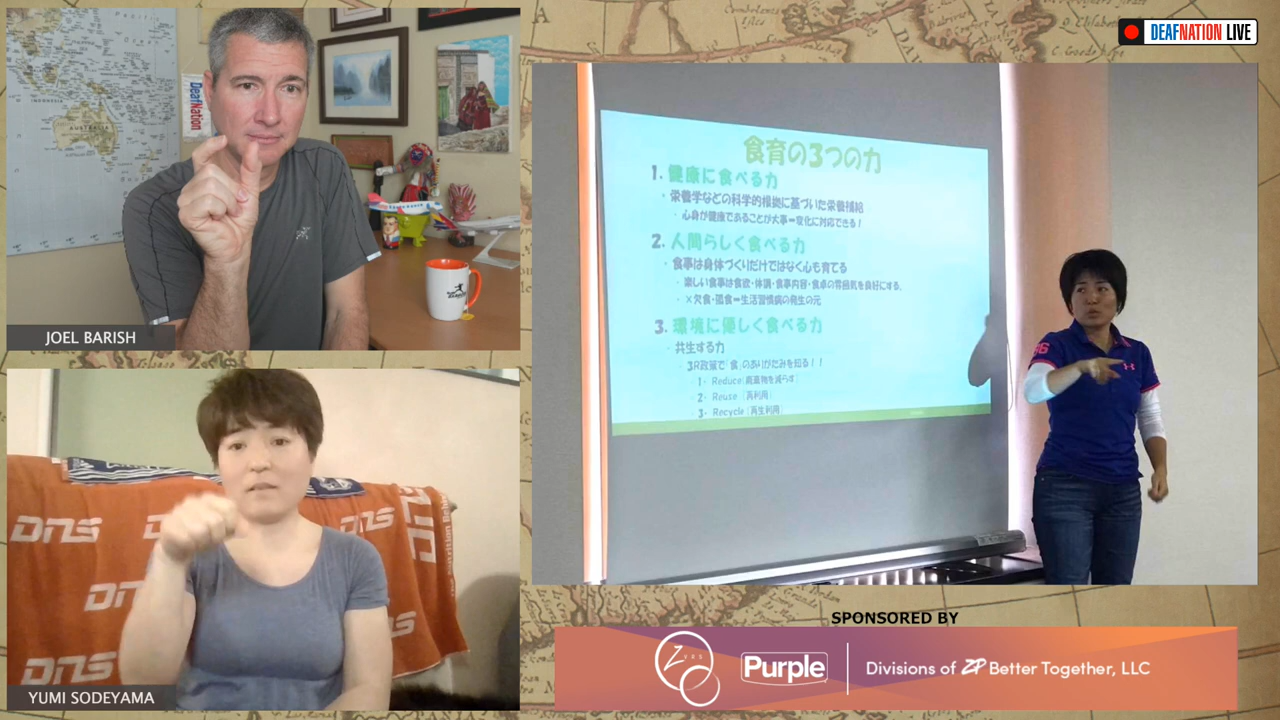 DEAFNATION LIVE
INDONESIA
AUSTRALIA
DeafNation
JOEL BARISH
食育の3つの力
1. 健康に食べる力
・栄養学などの科学的根拠に基づいた栄養補給
・心身が健康であることが大事➡変化に対応できる!
2. 人間らしく食べる力
・食事は身体づくりだけではなく心も育てる
・楽しい食事は食欲・体調・食事内容・食卓の雰囲気を良好にする.
・×欠食・孤食➡生活習慣病の発生の元
3. 環境に優しく食べる力
・共生する力
・3R政策で「食」のありがたみを知る!!
1・ Reduce(廃棄物を減らす)
2・ Reuse (再利用)
3・ Recycle(再生利用)
96
DNS
DNS
DNS
DNS
YUMI SODEYAMA
SPONSORED BY
ZVRS
Purple
Divisions of ZP Better Together, LLC